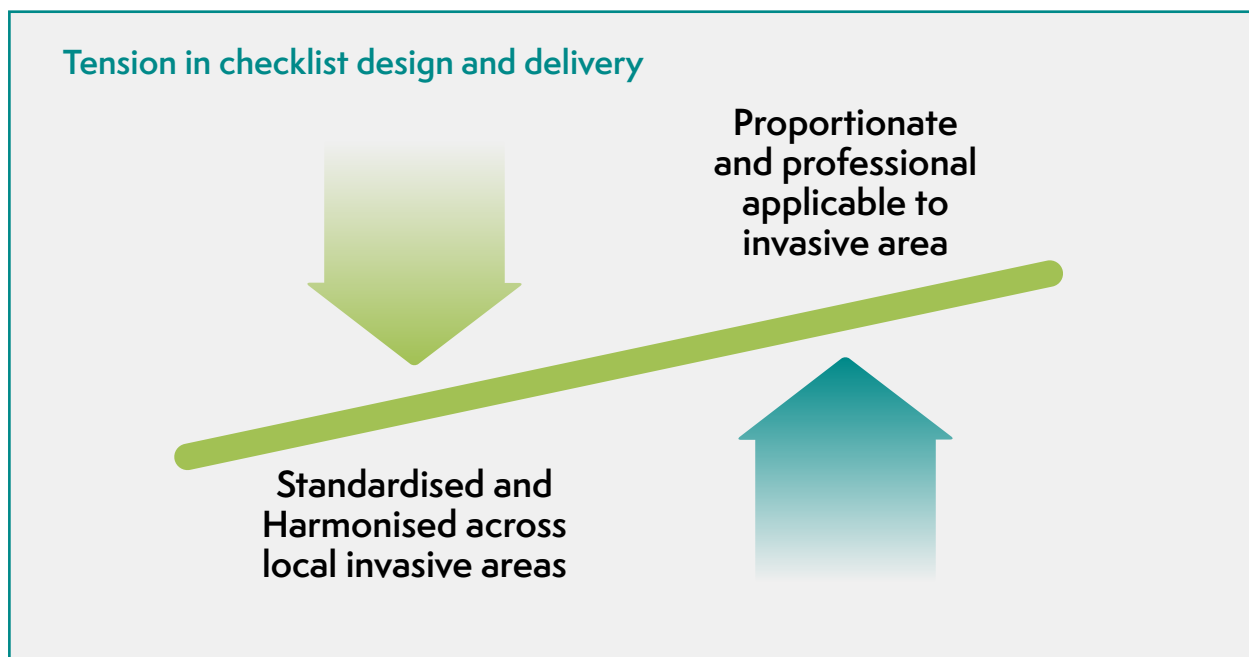 Tension in checklist design and delivery
Proportionate
and professional
applicable to
invasive area
Standardised and
Harmonised across
local invasive areas